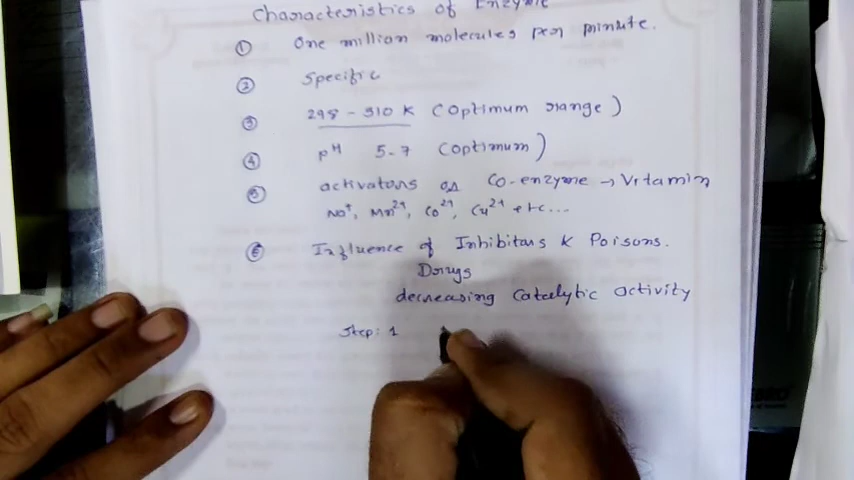 Characteristics of Enzyme
① One million molecules per minute.
② Specific
③ 298 - 310 K (Optimum range)
④ pH 5-7 (Optimum)
⑤ activators or Co-enzyme → Vitamin
Na⁺, Mn²⁺, Co²⁺, Cu²⁺ etc...
⑥ Influence of Inhibitors & Poisons.
Drugs
decreasing Catalytic activity
Step: 1